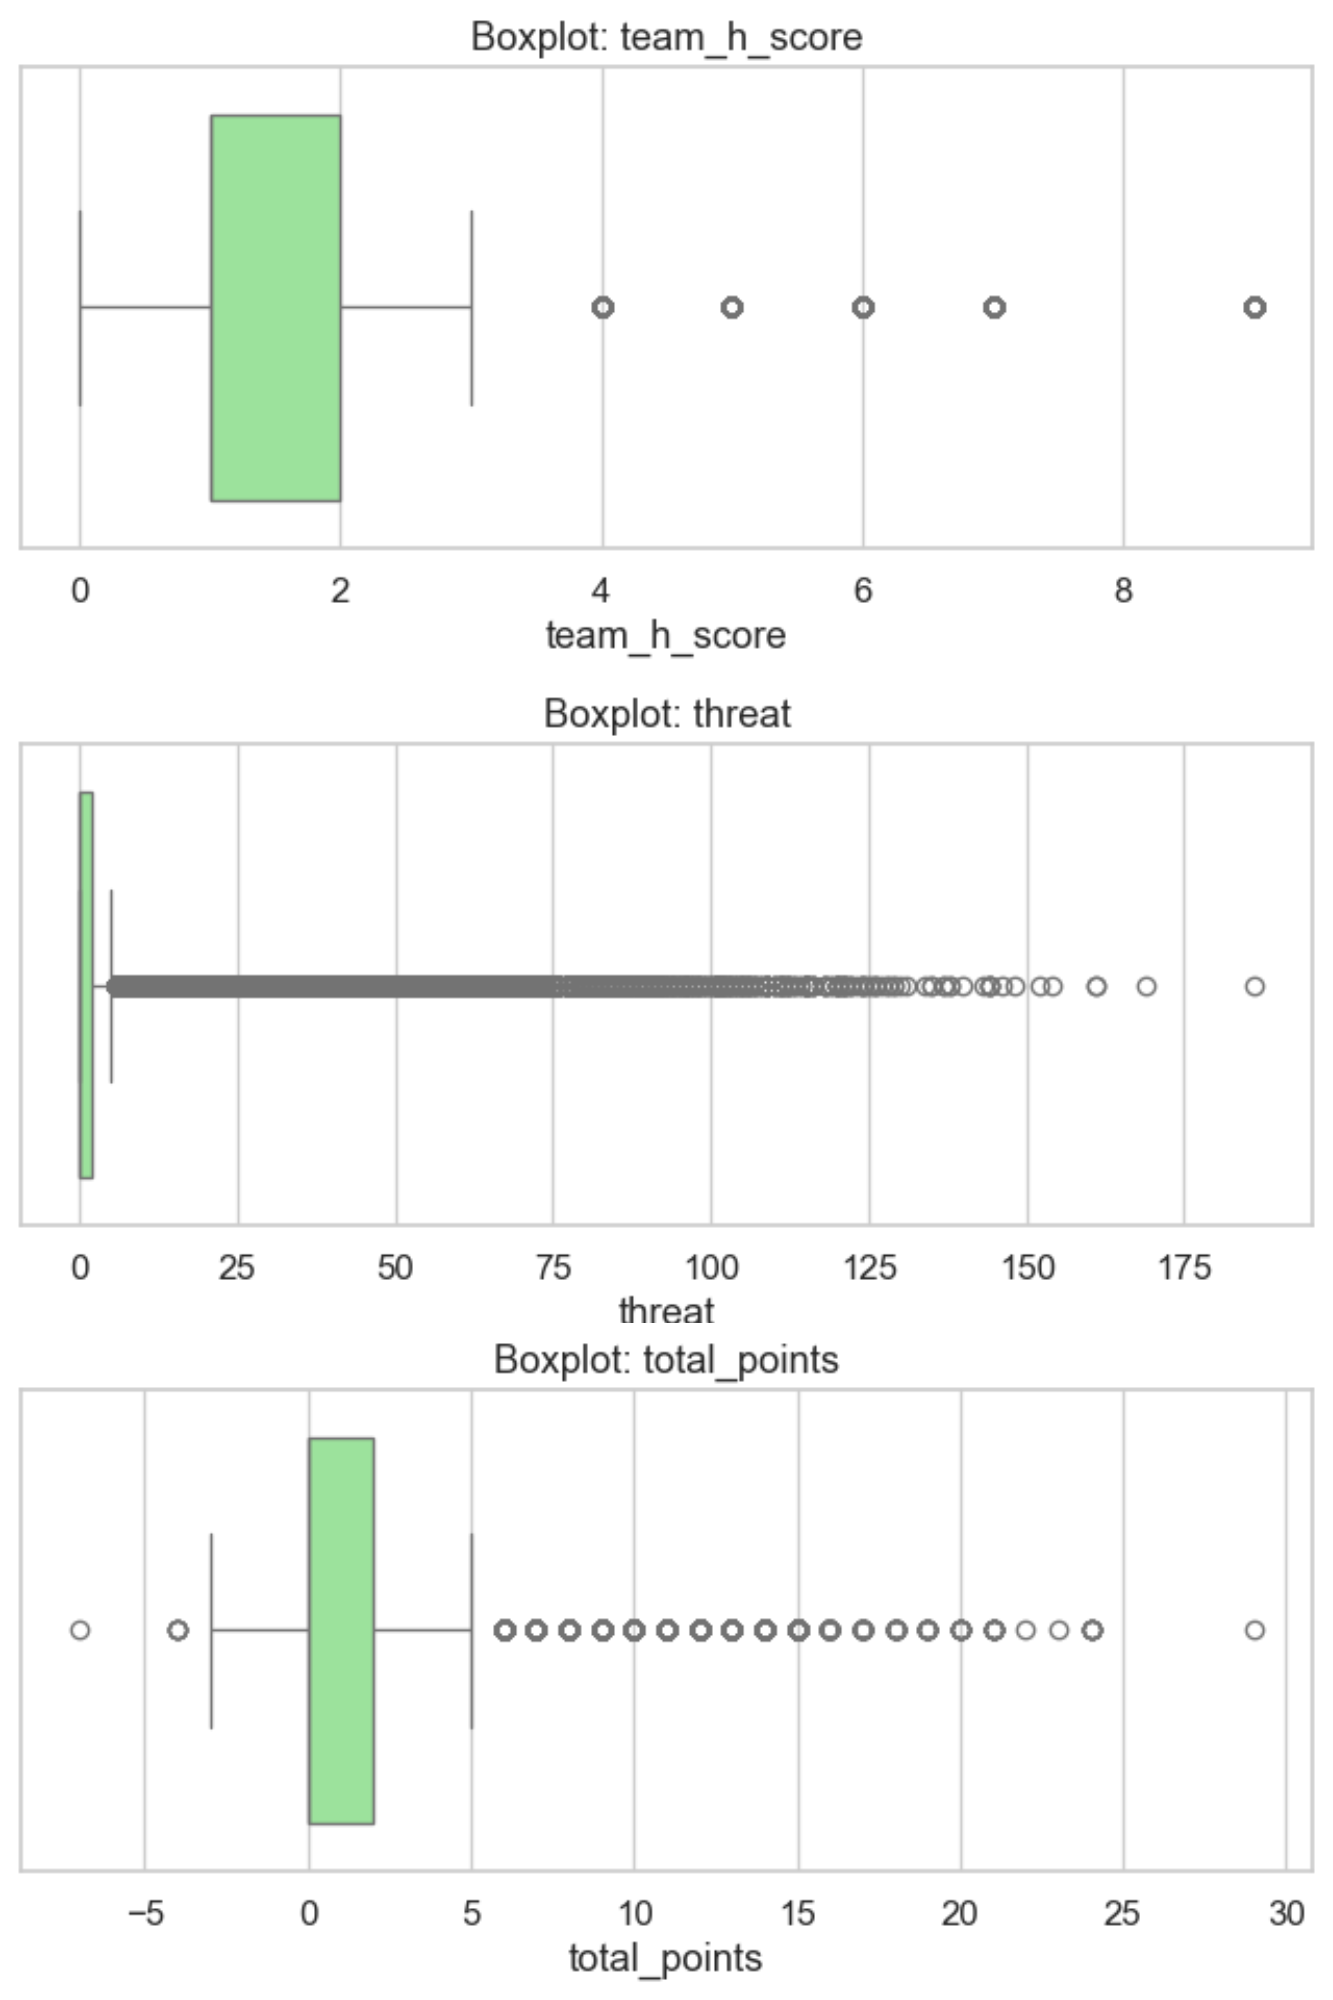 Boxplot: team_h_score
0 2 4 6 8
team_h_score
Boxplot: threat
0 25 50 75 100 125 150 175
threat
Boxplot: total_points
−5 0 5 10 15 20 25 30
total_points